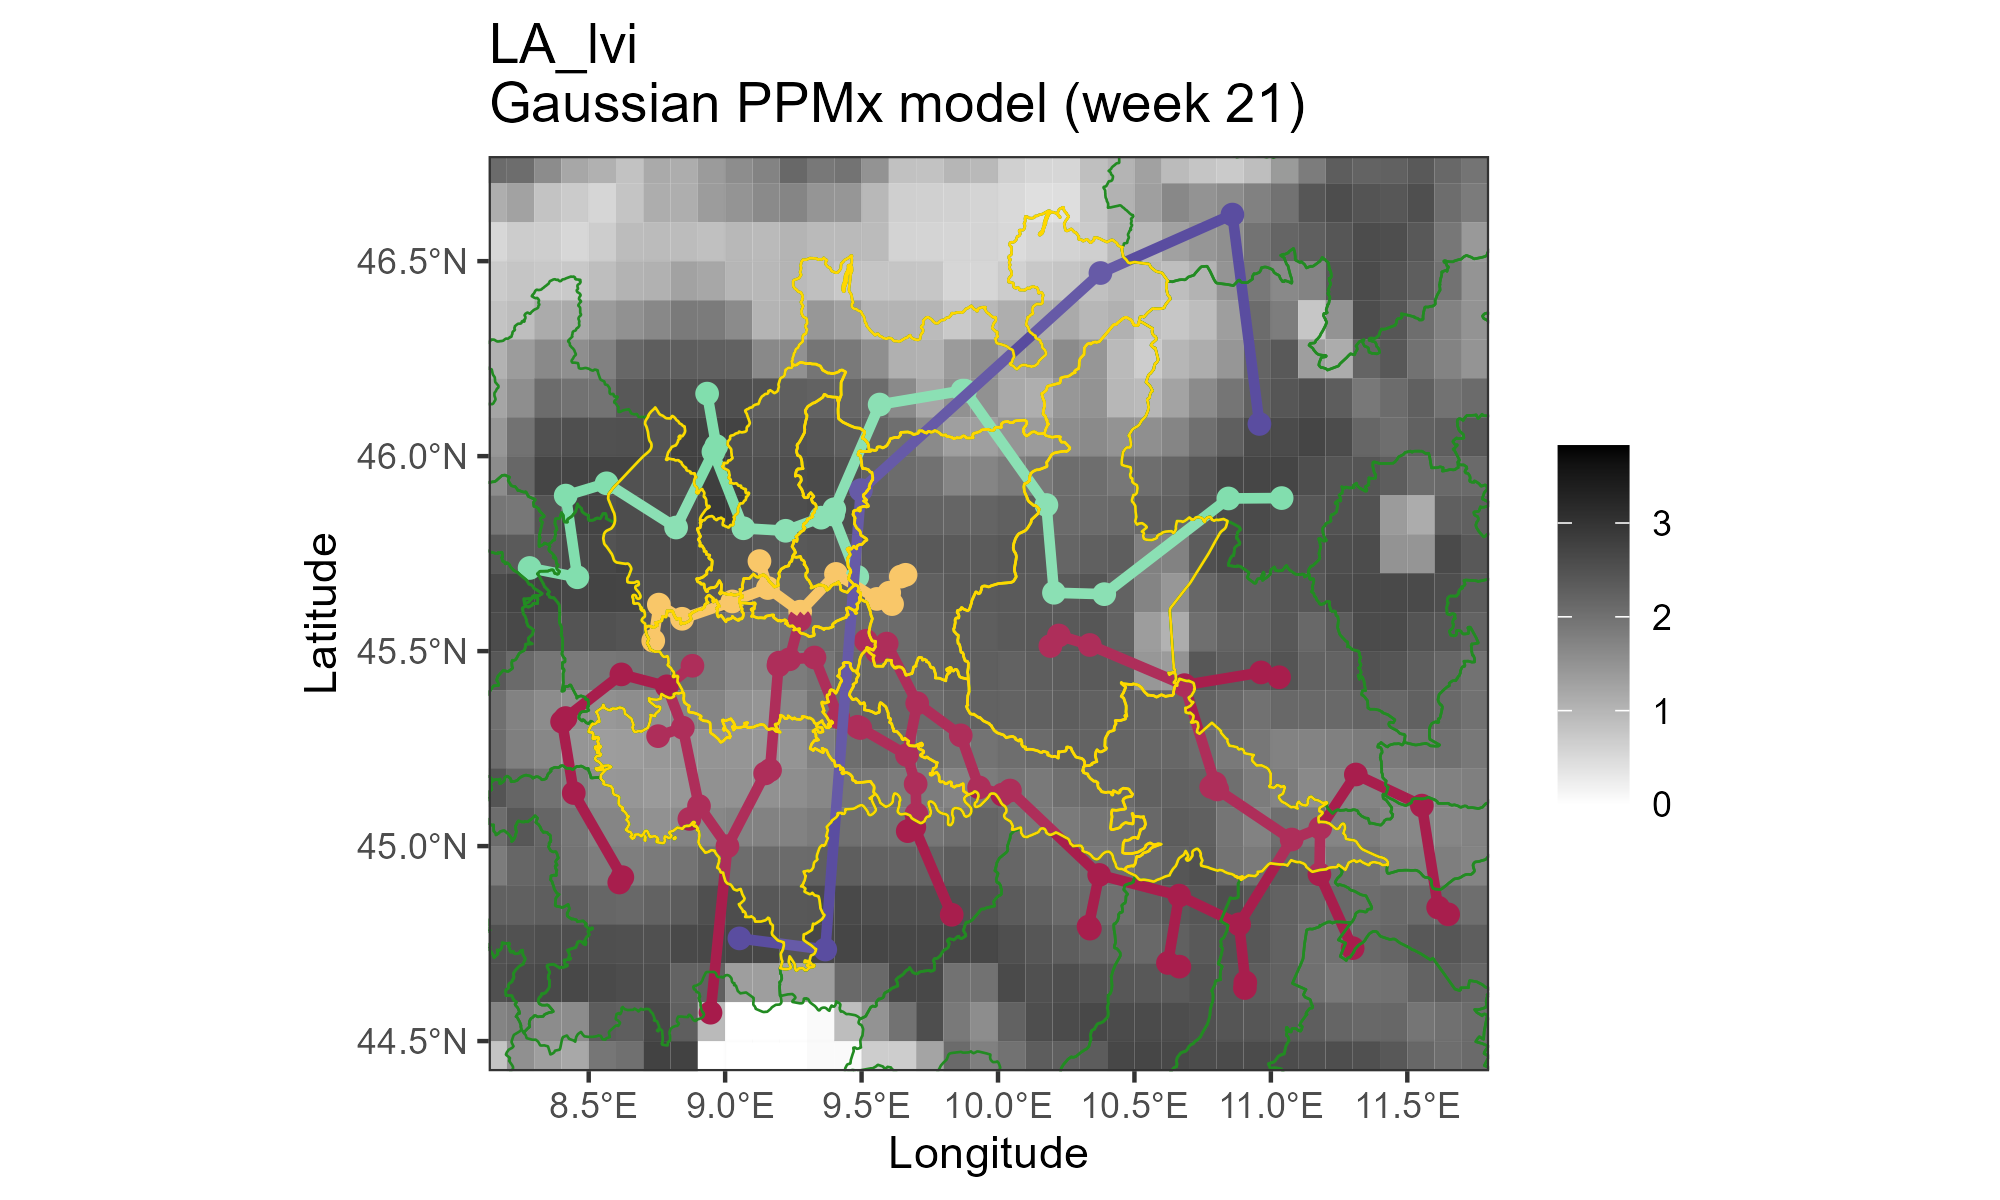 LA_lvi
Gaussian PPMx model (week 21)
46.5°N
46.0°N
45.5°N
45.0°N
44.5°N
Latitude
8.5°E 9.0°E 9.5°E 10.0°E 10.5°E 11.0°E 11.5°E
Longitude
3
2
1
0